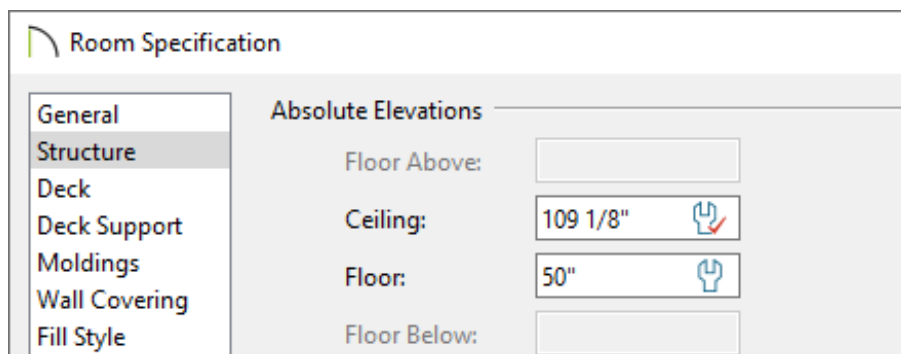 Room Specification
General
Structure
Deck
Deck Support
Moldings
Wall Covering
Fill Style
Absolute Elevations
Floor Above:
Ceiling: 109 1/8"
Floor: 50"
Floor Below: